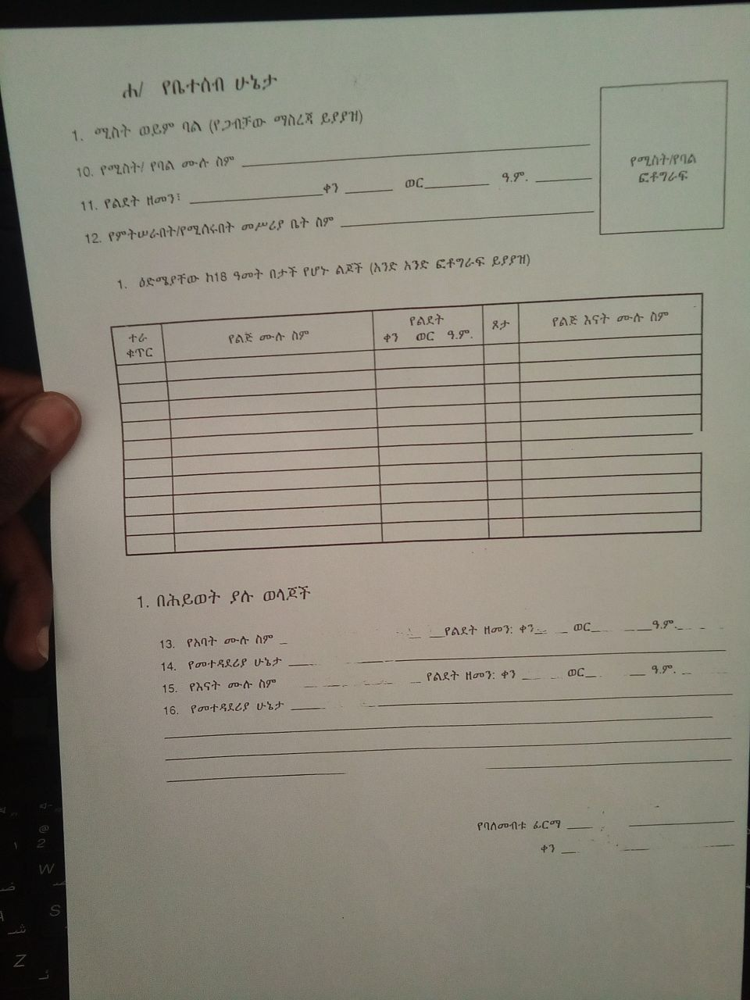 ሐ/ የቤተሰብ ሁኔታ
1. ሚስት ወይም ባል (የጋብቻው ማስረጃ ይያያዝ)
10. የሚስት/ የባል ሙሉ ስም
11. የልደት ዘመን፣ ቀን ወር ዓ.ም.
12. የምትሠራበት/የሚሰሩበት መሥሪያ ቤት ስም
የሚስት/የባል
ፎቶግራፍ
1. ዕድሜያቸው ከ18 ዓመት በታች የሆኑ ልጆች (አንድ አንድ ፎቶግራፍ ይያያዝ)
ተራ
ቁጥር
የልጅ ሙሉ ስም
የልደት
ቀን ወር ዓ.ም.
ጾታ
የልጅ እናት ሙሉ ስም
1. በሕይወት ያሉ ወላጆች
13. የአባት ሙሉ ስም የልደት ዘመን: ቀን ወር ዓ.ም.
14. የመተዳደሪያ ሁኔታ
15. የእናት ሙሉ ስም የልደት ዘመን: ቀን ወር ዓ.ም.
16. የመተዳደሪያ ሁኔታ
የባለመብቱ ፊርማ
ቀን
@
2
W
S
Z